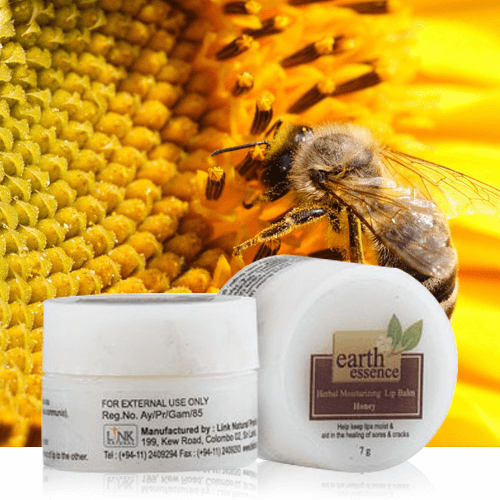 FOR EXTERNAL USE ONLY
Reg.No. Ay/Pr/Gam/85
LINK
Manufactured by : Link Natural
199, Kew Road, Colombo 02, Sri
Tel : (+94-11) 2409294 Fax: (+94-11)
earth
essence
Herbal Moisturizing Lip Balm
Honey
Help keep lips moist &
aid in the healing of sores & cracks
7 g